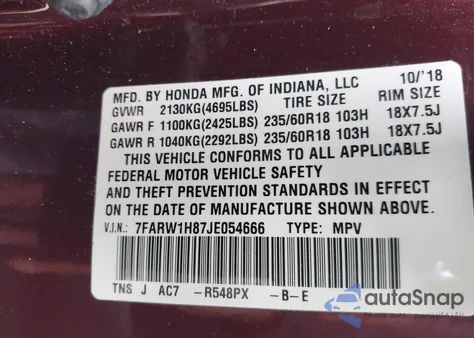 MFD. BY HONDA MFG. OF INDIANA, LLC 10/'18
GVWR 2130KG(4695LBS) TIRE SIZE RIM SIZE
GAWR F 1100KG(2425LBS) 235/60R18 103H 18X7.5J
GAWR R 1040KG(2292LBS) 235/60R18 103H 18X7.5J
THIS VEHICLE CONFORMS TO ALL APPLICABLE
FEDERAL MOTOR VEHICLE SAFETY
AND THEFT PREVENTION STANDARDS IN EFFECT
ON THE DATE OF MANUFACTURE SHOWN ABOVE.
V.I.N.: 7FARW1H87JE054666 TYPE: MPV
TNS J AC7 -R548PX -B-E
autoSnap